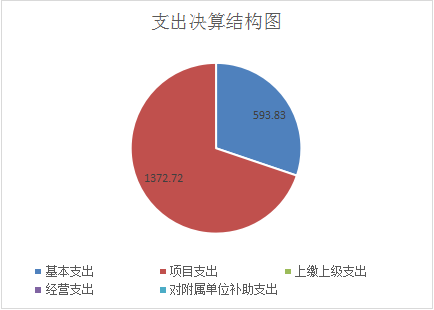 支出决算结构图
593.83
1372.72
基本支出 项目支出 上缴上级支出
经营支出 对附属单位补助支出